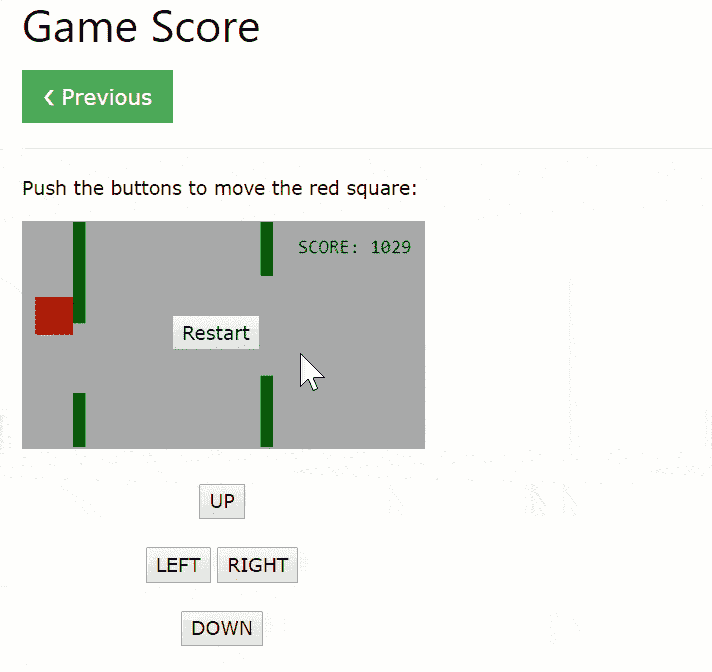 Game Score
❮ Previous
Push the buttons to move the red square:
SCORE: 1029
Restart
UP
LEFT RIGHT
DOWN